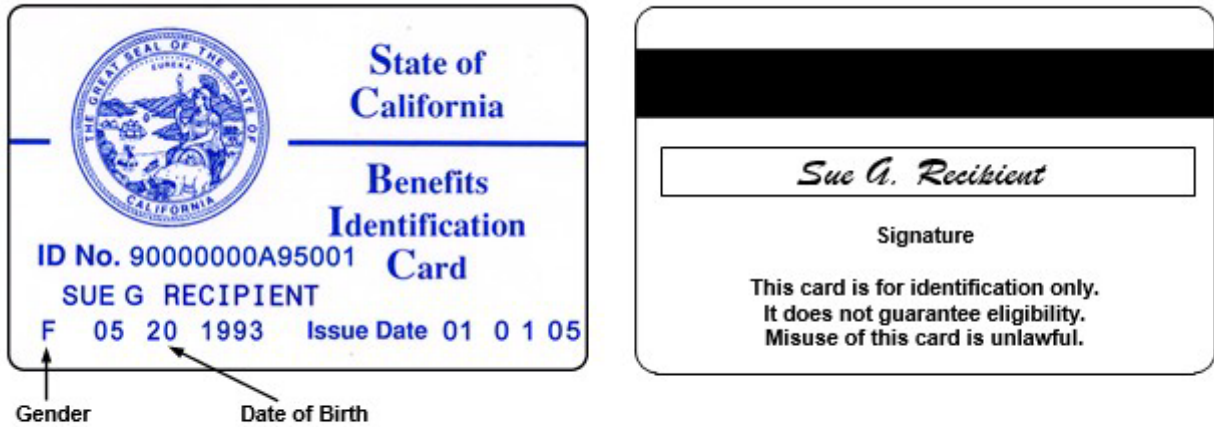 THE GREAT SEAL OF THE STATE OF CALIFORNIA
EUREKA
State of
California
Benefits
Identification
Card
ID No. 90000000A95001
SUE G RECIPIENT
F 05 20 1993 Issue Date 01 0 1 05
Gender
Date of Birth
Sue G. Recipient
Signature
This card is for identification only.
It does not guarantee eligibility.
Misuse of this card is unlawful.